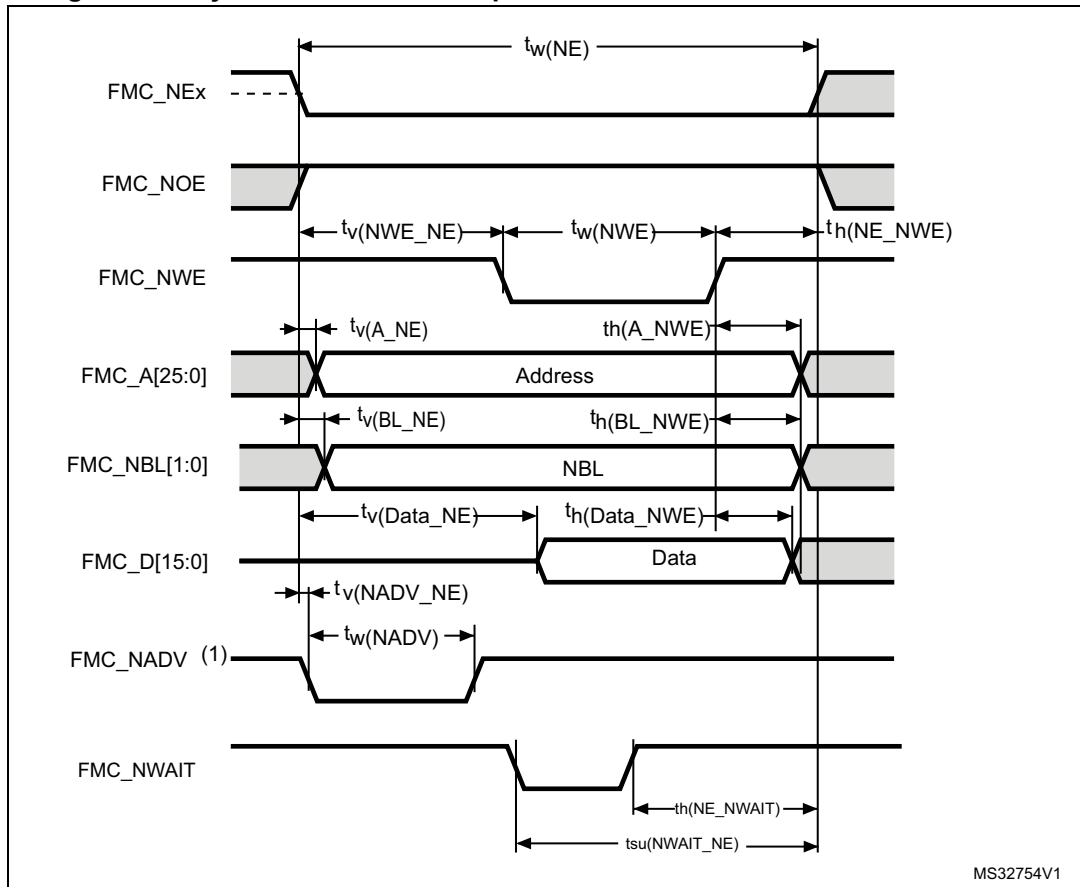 tw(NE)
FMC_NEx
FMC_NOE
tv(NWE_NE) tw(NWE) th(NE_NWE)
FMC_NWE
tv(A_NE) th(A_NWE)
FMC_A[25:0] Address
tv(BL_NE) th(BL_NWE)
FMC_NBL[1:0] NBL
tv(Data_NE) th(Data_NWE)
FMC_D[15:0] Data
tv(NADV_NE)
tw(NADV)
FMC_NADV (1)
FMC_NWAIT
th(NE_NWAIT)
tsu(NWAIT_NE)
MS32754V1